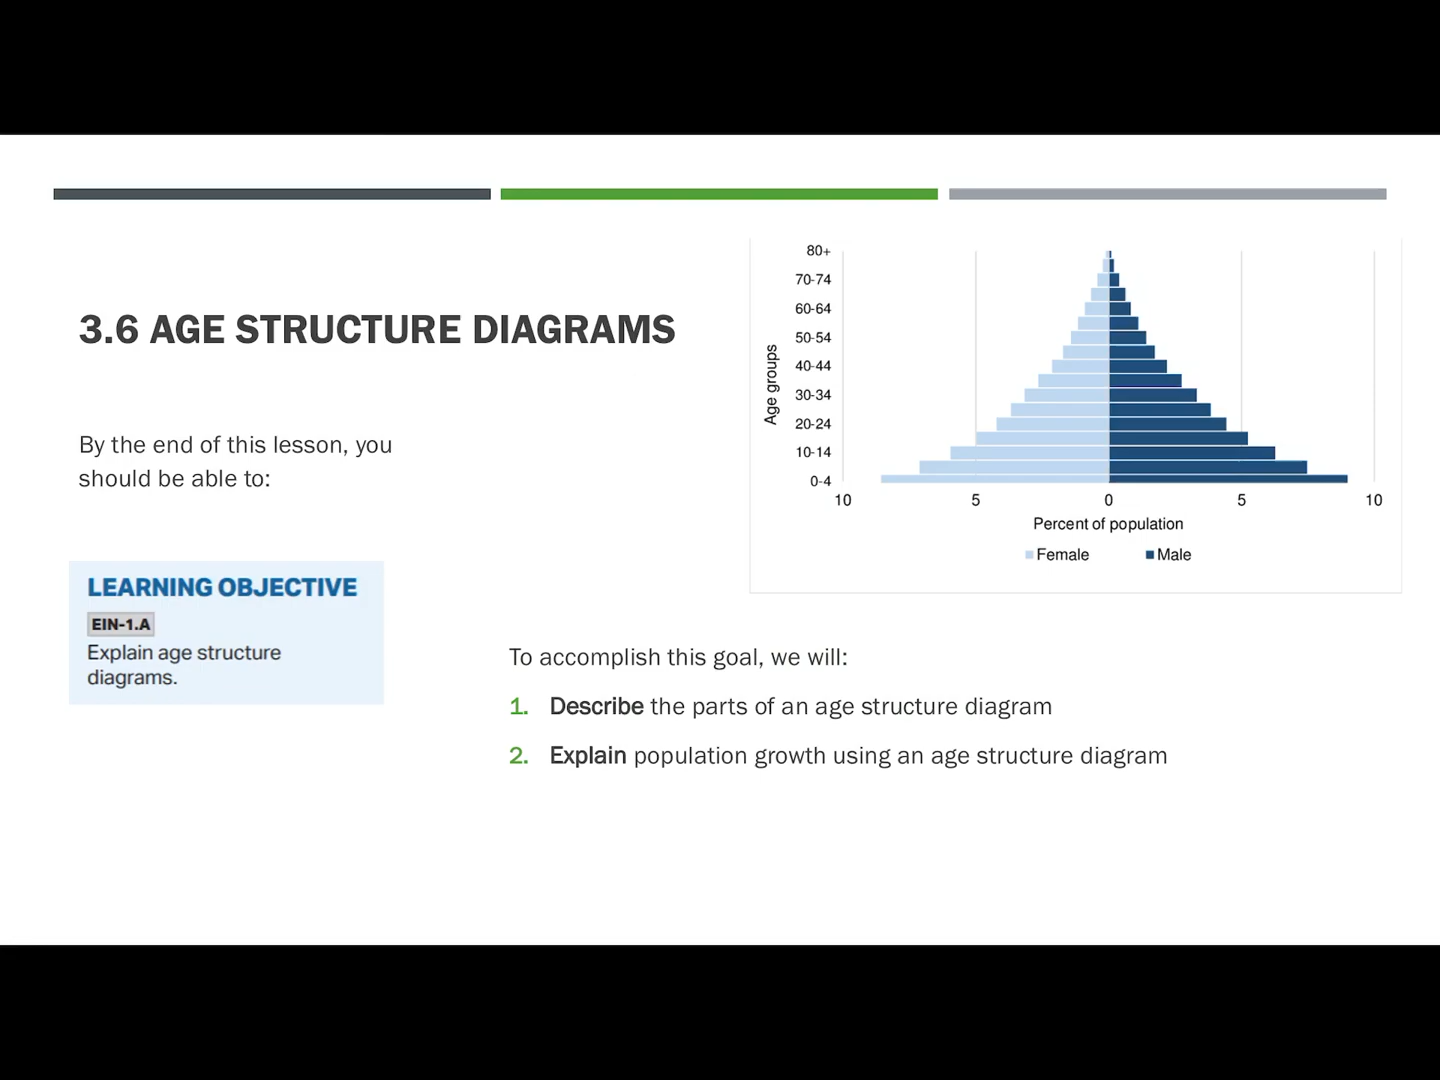 3.6 AGE STRUCTURE DIAGRAMS
By the end of this lesson, you
should be able to:
LEARNING OBJECTIVE
EIN-1.A
Explain age structure
diagrams.
Age groups
80+
70-74
60-64
50-54
40-44
30-34
20-24
10-14
0-4
10 5 0 5 10
Percent of population
Female Male
To accomplish this goal, we will:
1. Describe the parts of an age structure diagram
2. Explain population growth using an age structure diagram